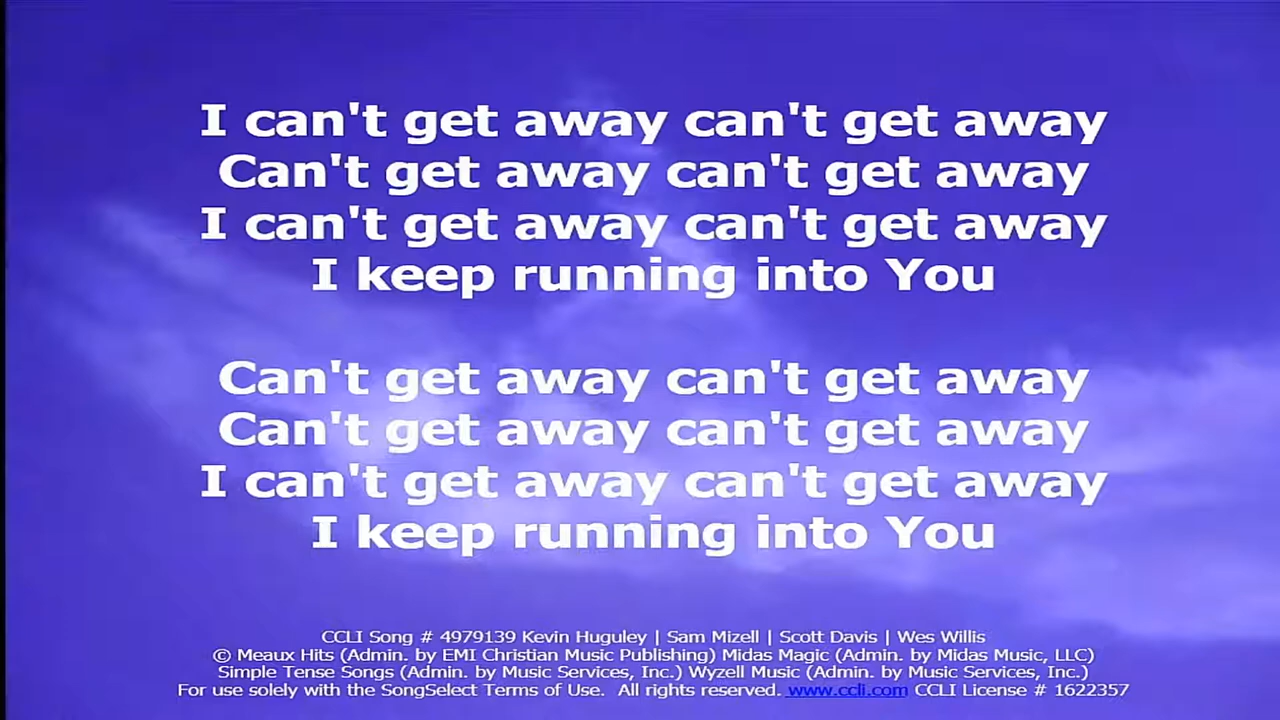 I can't get away can't get away
Can't get away can't get away
I can't get away can't get away
I keep running into You
Can't get away can't get away
Can't get away can't get away
I can't get away can't get away
I keep running into You
CCLI Song # 4979139 Kevin Huguley | Sam Mizell | Scott Davis | Wes Willis
© Meaux Hits (Admin. by EMI Christian Music Publishing) Midas Magic (Admin. by Midas Music, LLC)
Simple Tense Songs (Admin. by Music Services, Inc.) Wyzell Music (Admin. by Music Services, Inc.)
For use solely with the SongSelect Terms of Use.  All rights reserved. www.ccli.com CCLI License # 1622357